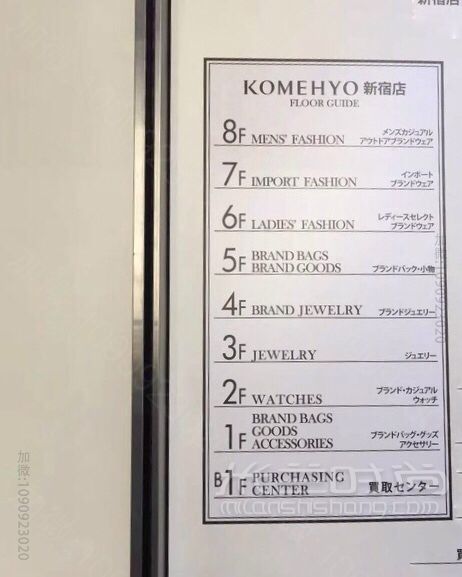 新宿店
KOMEHYO 新宿店
FLOOR GUIDE
8F MENS' FASHION メンズカジュアル
アウトドアブランドウェア
7F IMPORT FASHION インポート
ブランドウェア
6F LADIES' FASHION レディースセレクト
ブランドウェア
5F BRAND BAGS
BRAND GOODS ブランドバック・小物
4F BRAND JEWELRY ブランドジュエリー
3F JEWELRY ジュエリー
2F WATCHES ブランド・カジュアル
ウォッチ
1F BRAND BAGS
GOODS
ACCESSORIES ブランドバッグ・グッズ
アクセサリー
B1F PURCHASING
CENTER 買取センター
www.anshishang.com
加微:1090923020